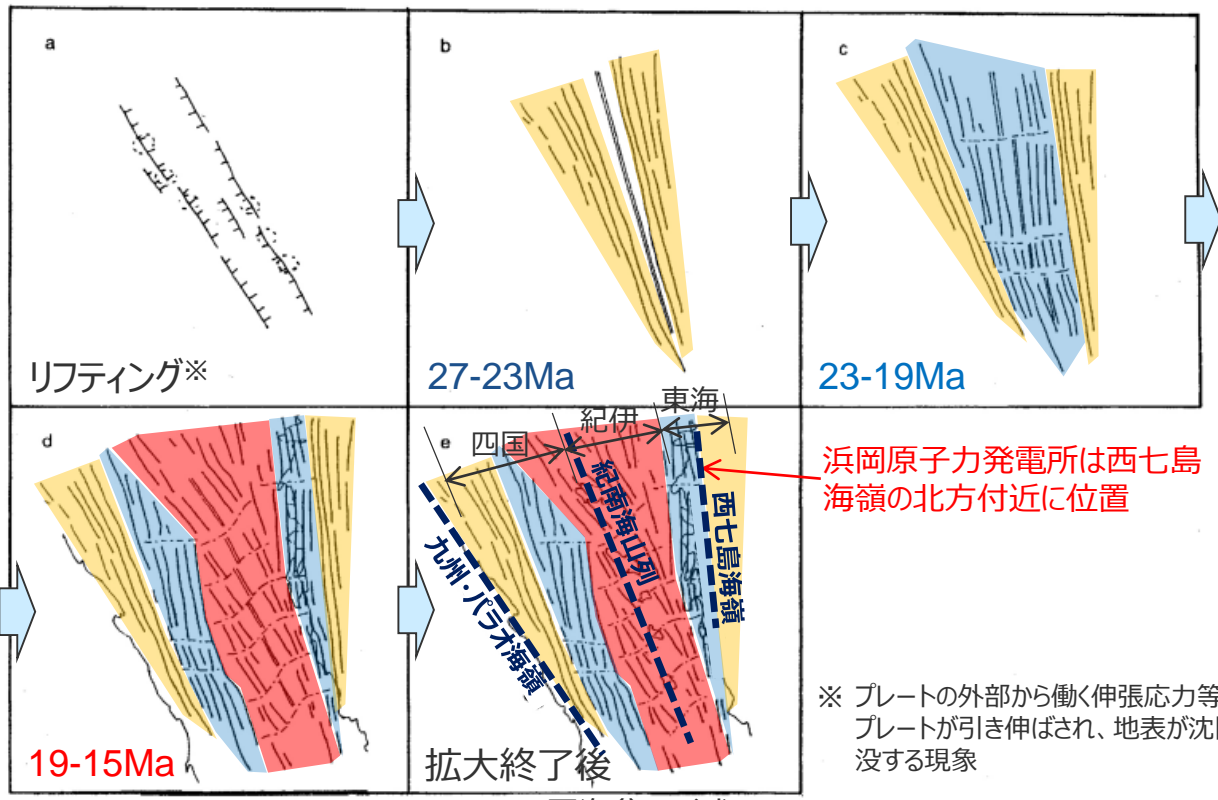 a
リフティング※
b
27-23Ma
c
23-19Ma
d
19-15Ma
e
四国
紀伊
東海
九州・パラオ海嶺
紀南海山列
西七島海嶺
拡大終了後
浜岡原子力発電所は西七島
海嶺の北方付近に位置
※ プレートの外部から働く伸張応力等
プレートが引き伸ばされ、地表が沈
没する現象